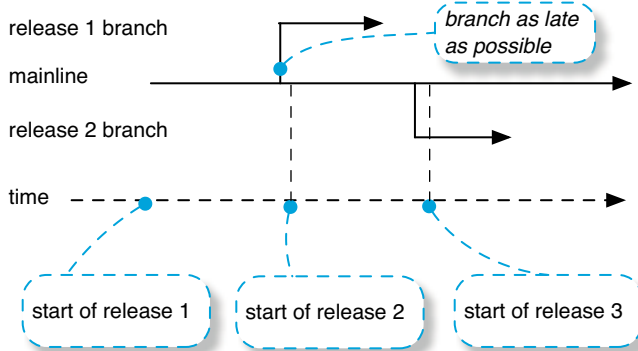 release 1 branch
branch as late
as possible
mainline
release 2 branch
time
start of release 1
start of release 2
start of release 3